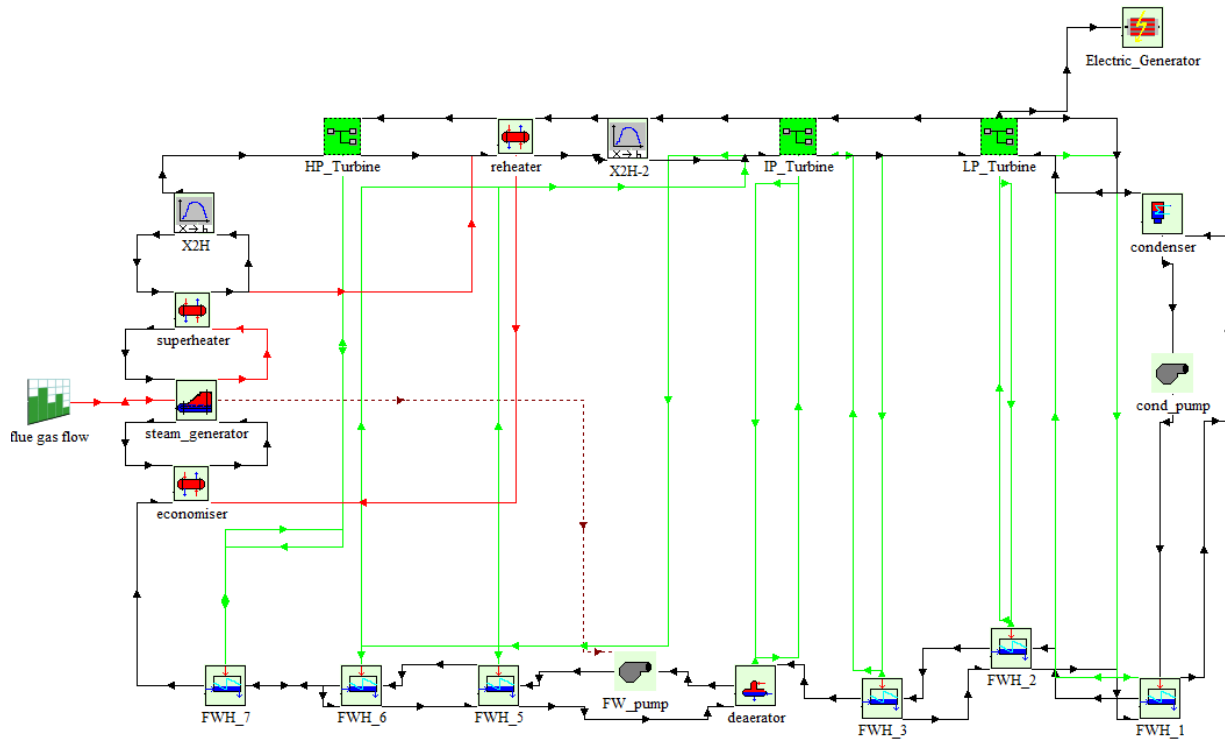 Electric_Generator
HP_Turbine
reheater
X→h
X2H-2
IP_Turbine
LP_Turbine
X→h
X2H
condenser
superheater
cond_pump
flue gas flow
steam_generator
economiser
FWH_7
FWH_6
FWH_5
FW_pump
deaerator
FWH_3
FWH_2
FWH_1